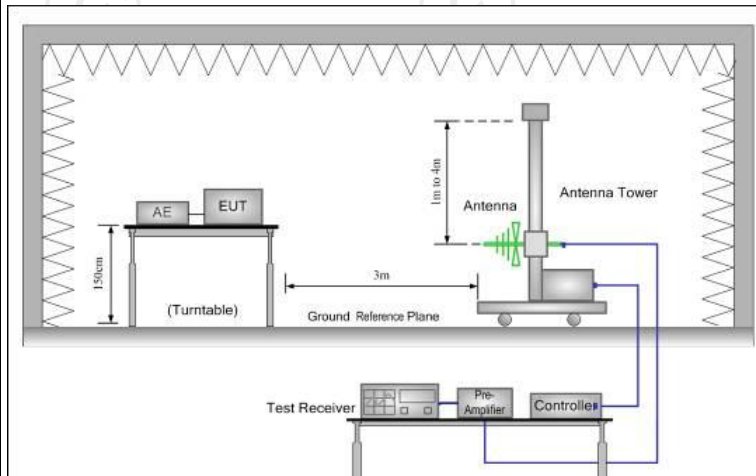 1m to 4m
Antenna Tower
Antenna
AE
EUT
150cm
3m
(Turntable)
Ground Reference Plane
Test Receiver
Pre-
Amplifier
Controller